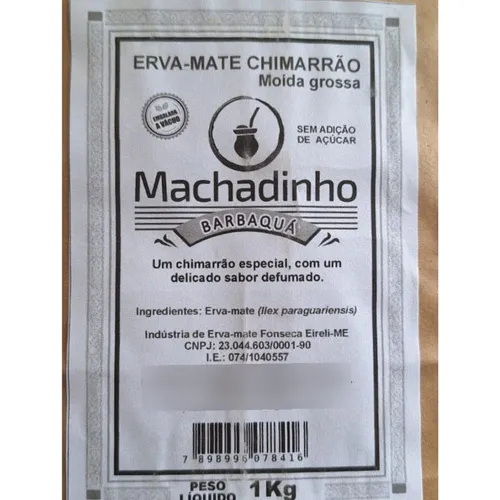 ERVA-MATE CHIMARRÃO
Moida grossa
EMBALADA
A VÁCUO
SEM ADIÇÃO
DE AÇÚCAR
Machadinho
BARBAQUÁ
Um chimarrão especial, com um
delicado sabor defumado.
Ingredientes: Erva-mate (Ilex paraguariensis)
Indústria de Erva-mate Fonseca Eireli-ME
CNPJ: 23.044.603/0001-90
I.E.: 074/1040557
7 898996 078416
PESO
LÍQUIDO 1Kg